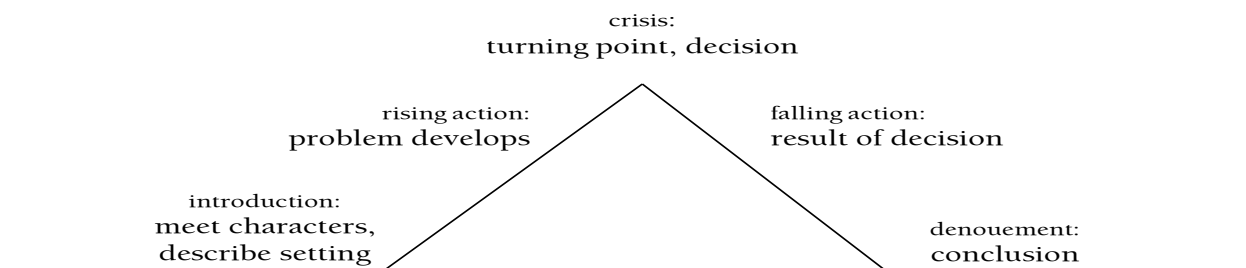 crisis:
turning point, decision
rising action:
problem develops
falling action:
result of decision
introduction:
meet characters,
describe setting
denouement:
conclusion